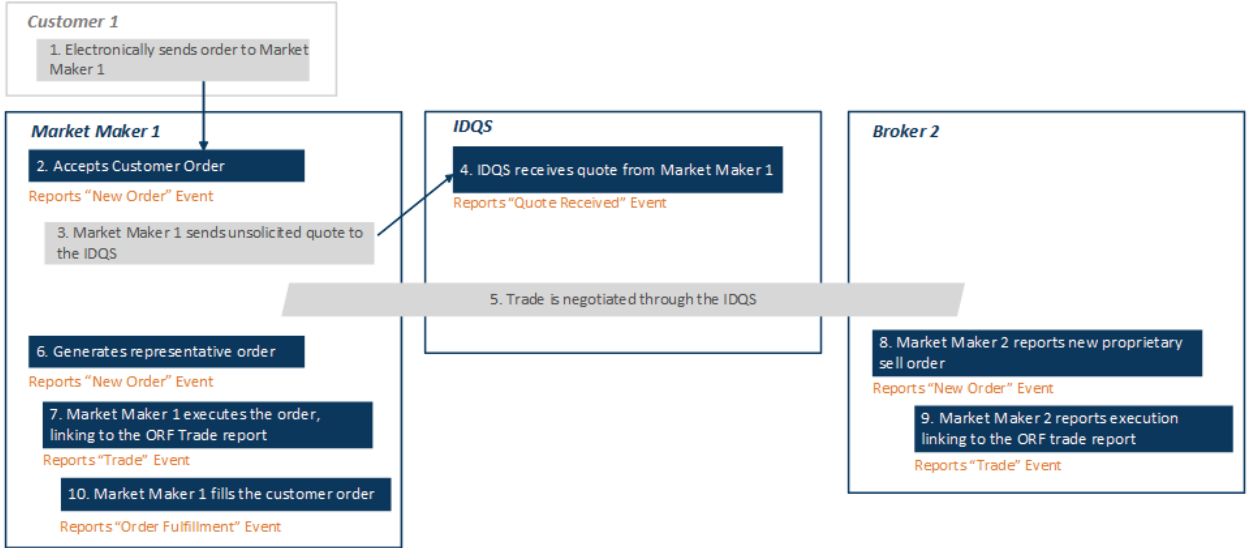 Customer 1
1. Electronically sends order to Market
Maker 1
Market Maker 1
2. Accepts Customer Order
Reports “New Order” Event
3. Market Maker 1 sends unsolicited quote to
the IDQS
IDQS
4. IDQS receives quote from Market Maker 1
Reports “Quote Received” Event
Broker 2
5. Trade is negotiated through the IDQS
6. Generates representative order
Reports “New Order” Event
7. Market Maker 1 executes the order,
linking to the ORF Trade report
Reports “Trade” Event
8. Market Maker 2 reports new proprietary
sell order
Reports “New Order” Event
9. Market Maker 2 reports execution
linking to the ORF trade report
Reports “Trade” Event
10. Market Maker 1 fills the customer order
Reports “Order Fulfillment” Event